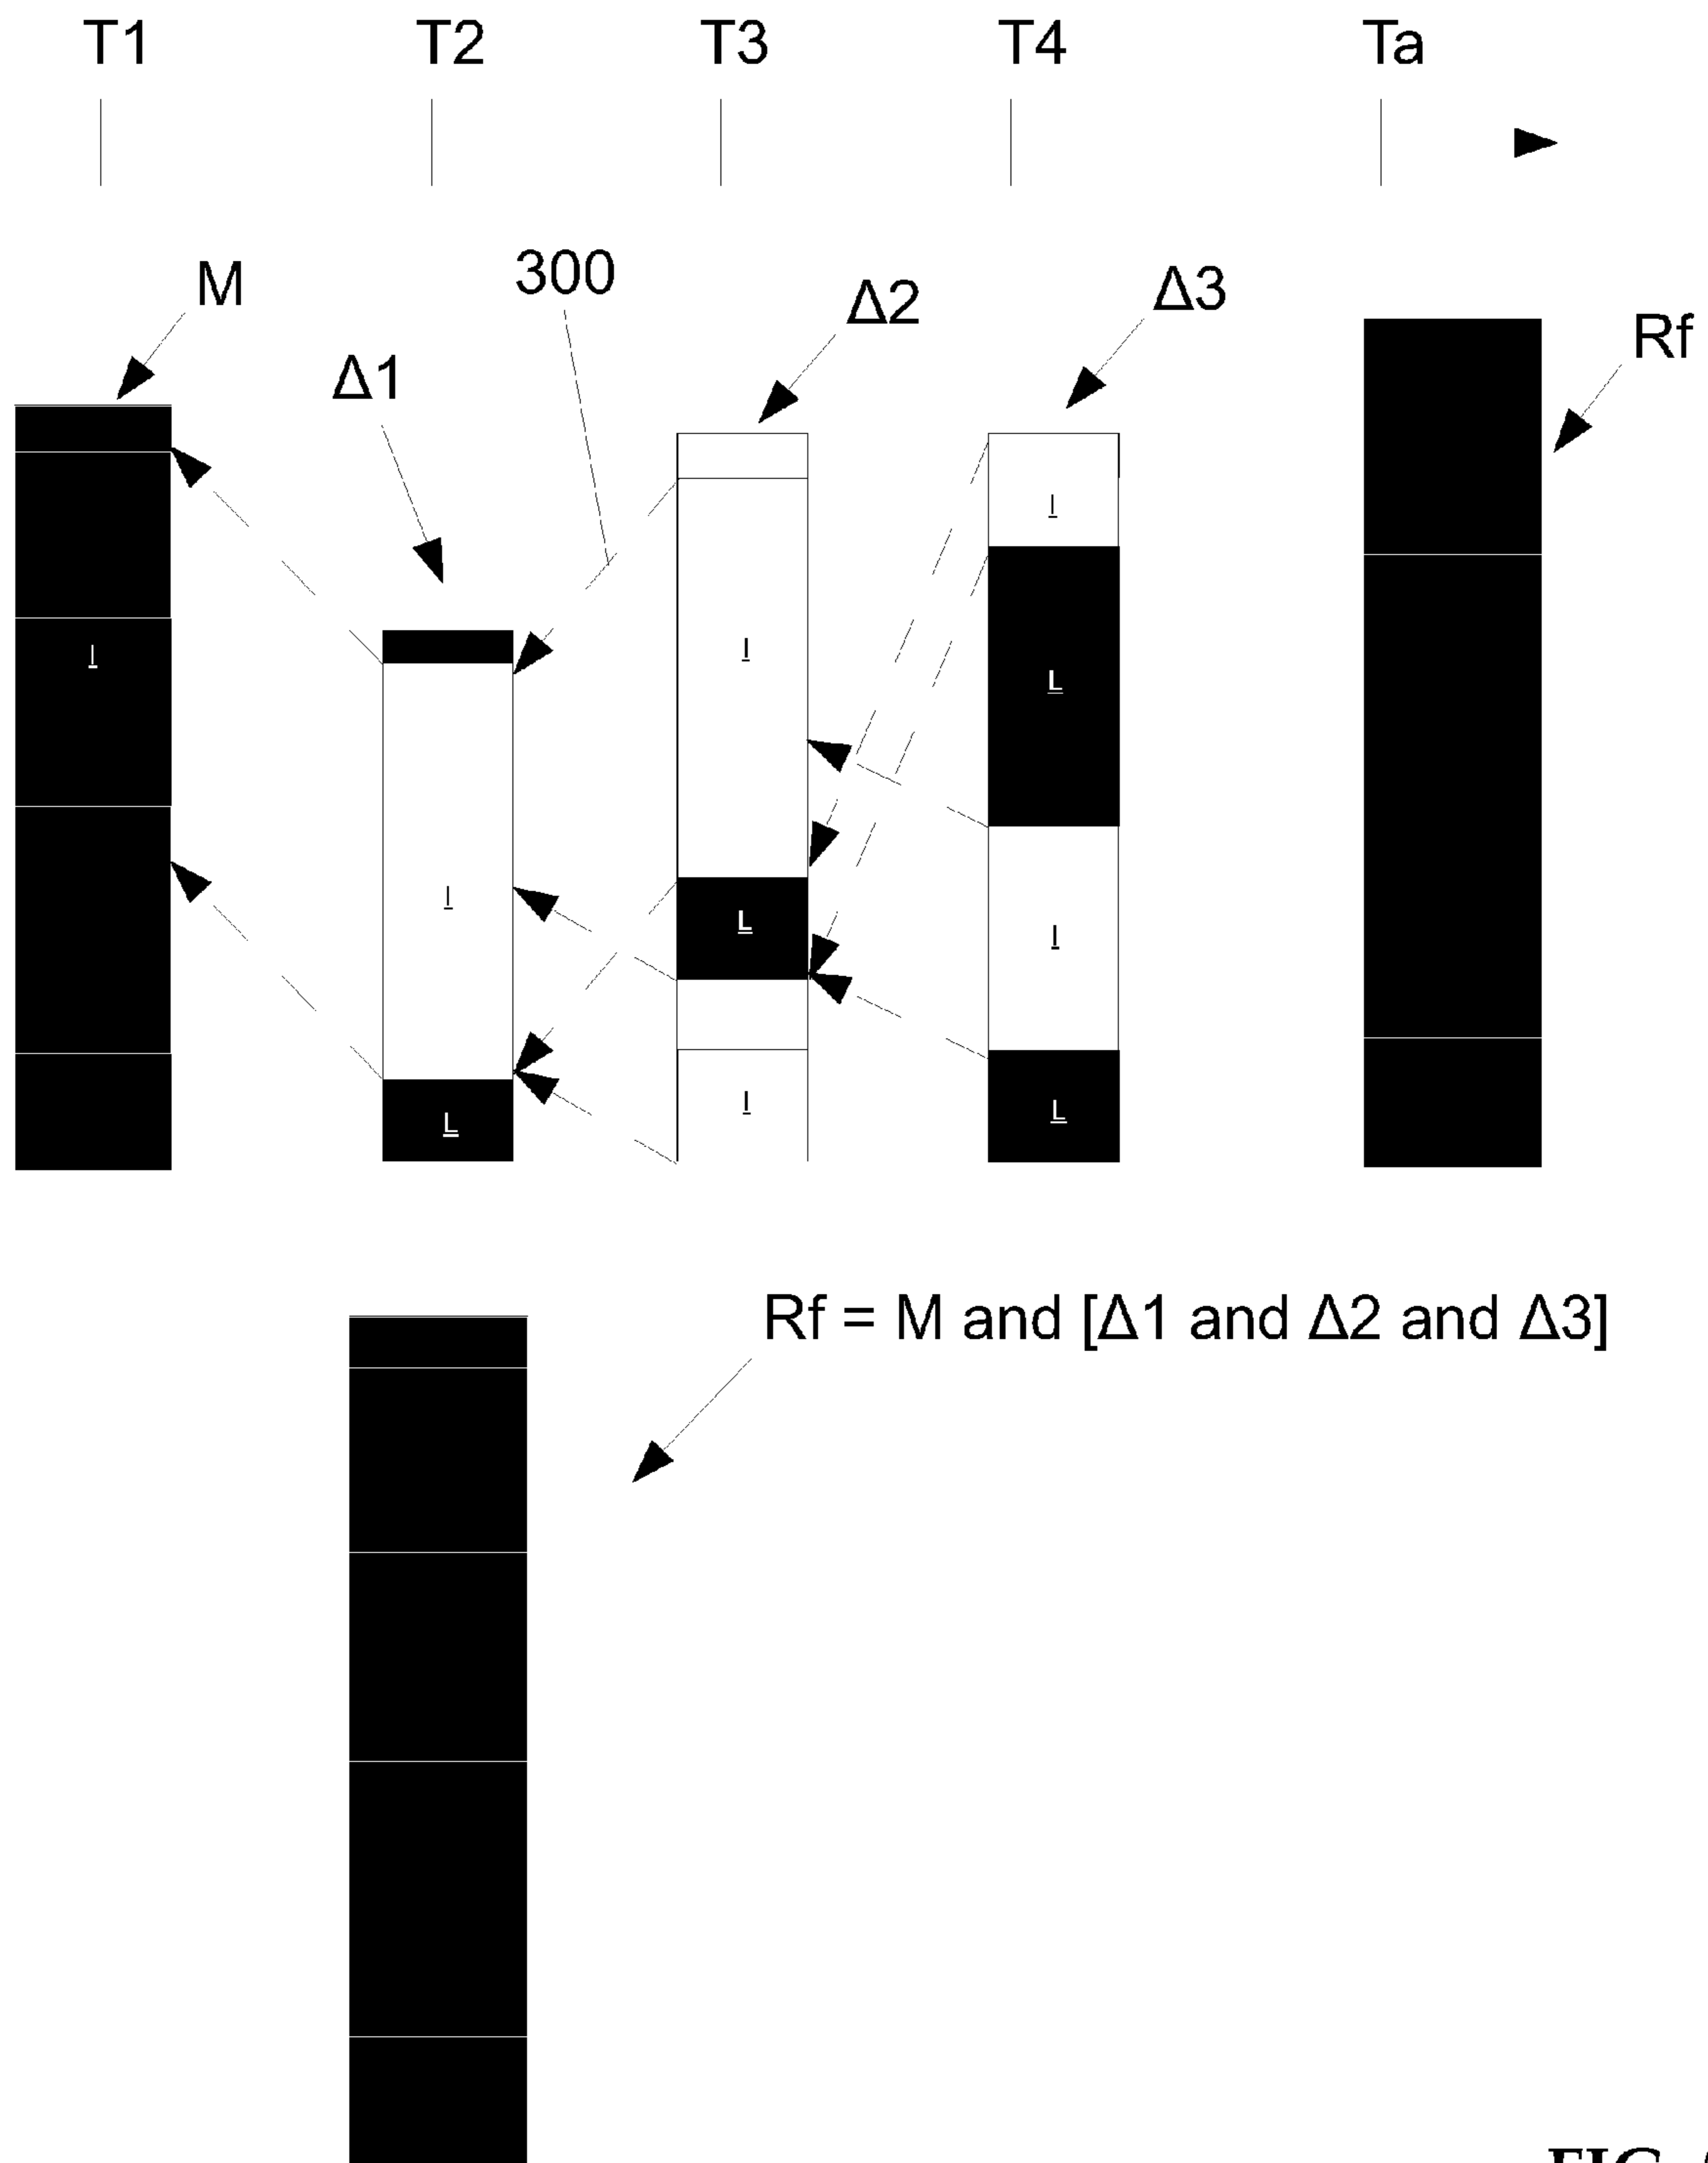 T1 T2 T3 T4 Ta
M 300 Δ2 Δ3
Δ1 Rf
I
I
L
I
I
L
I
I
L
L
Rf = M and [Δ1 and Δ2 and Δ3]